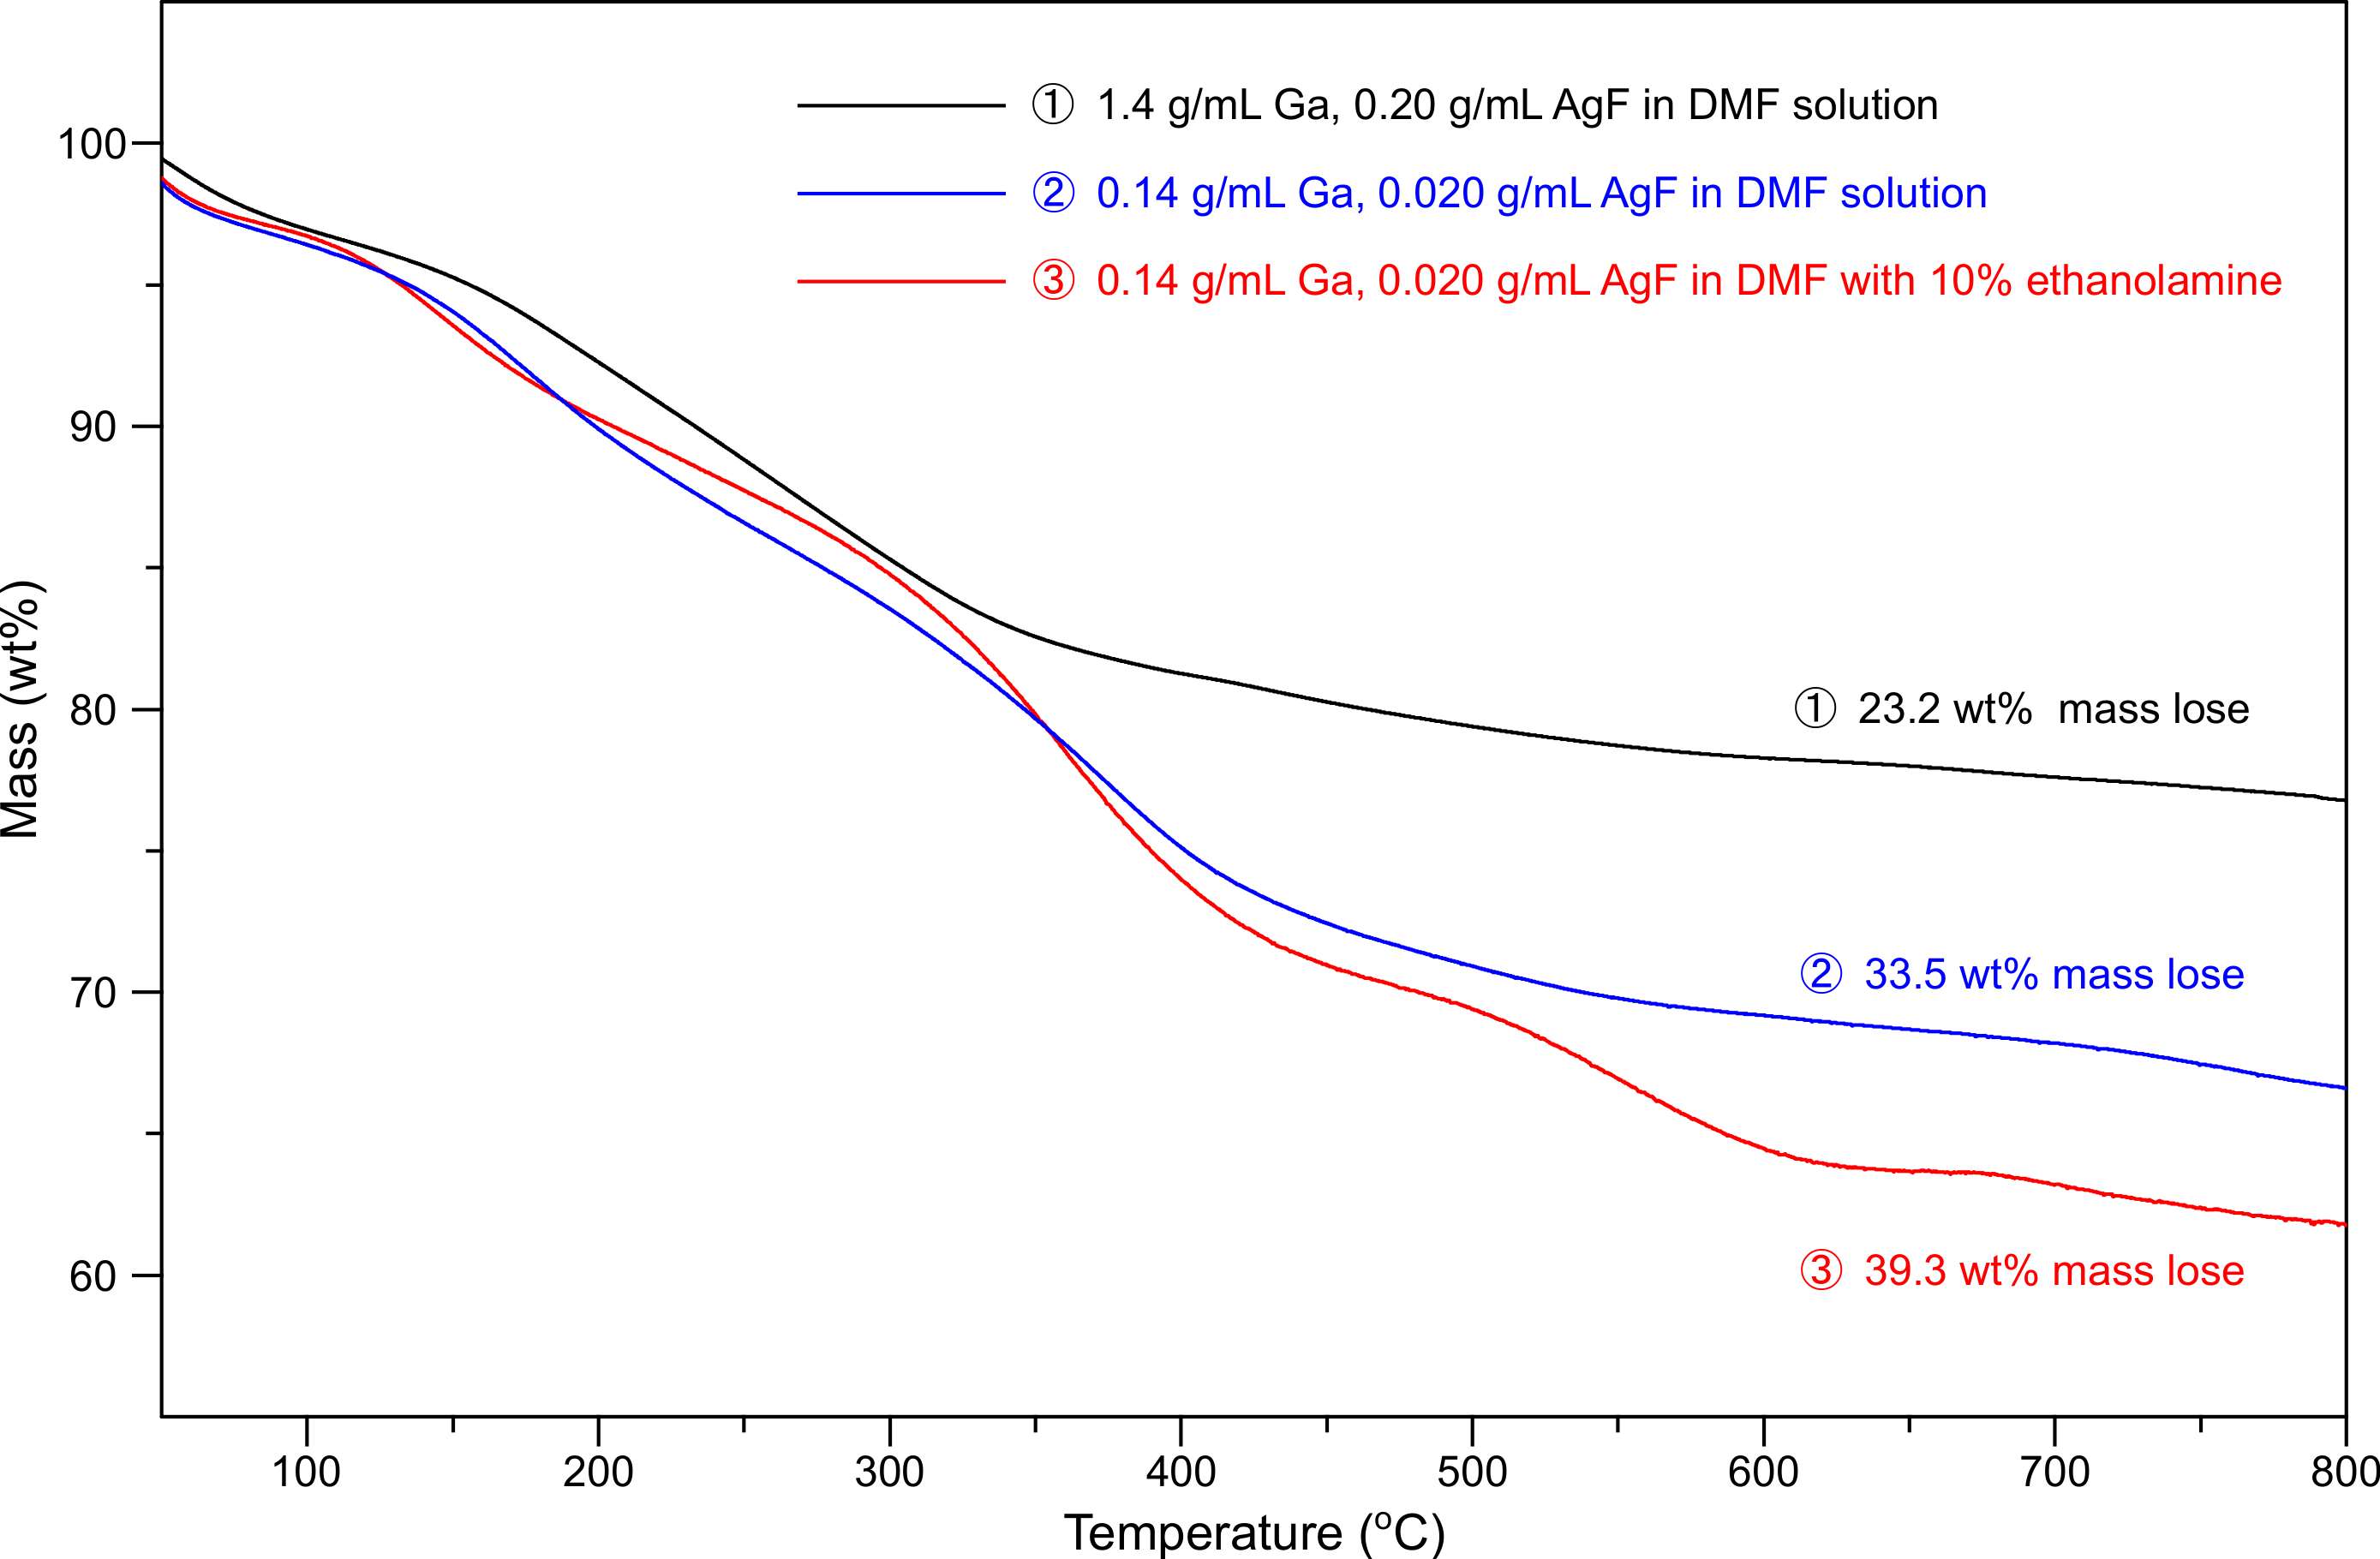 ① 1.4 g/mL Ga, 0.20 g/mL AgF in DMF solution
② 0.14 g/mL Ga, 0.020 g/mL AgF in DMF solution
③ 0.14 g/mL Ga, 0.020 g/mL AgF in DMF with 10% ethanolamine
100
90
80
70
60
Mass (wt%)
① 23.2 wt% mass lose
② 33.5 wt% mass lose
③ 39.3 wt% mass lose
100 200 300 400 500 600 700 800
Temperature (ºC)